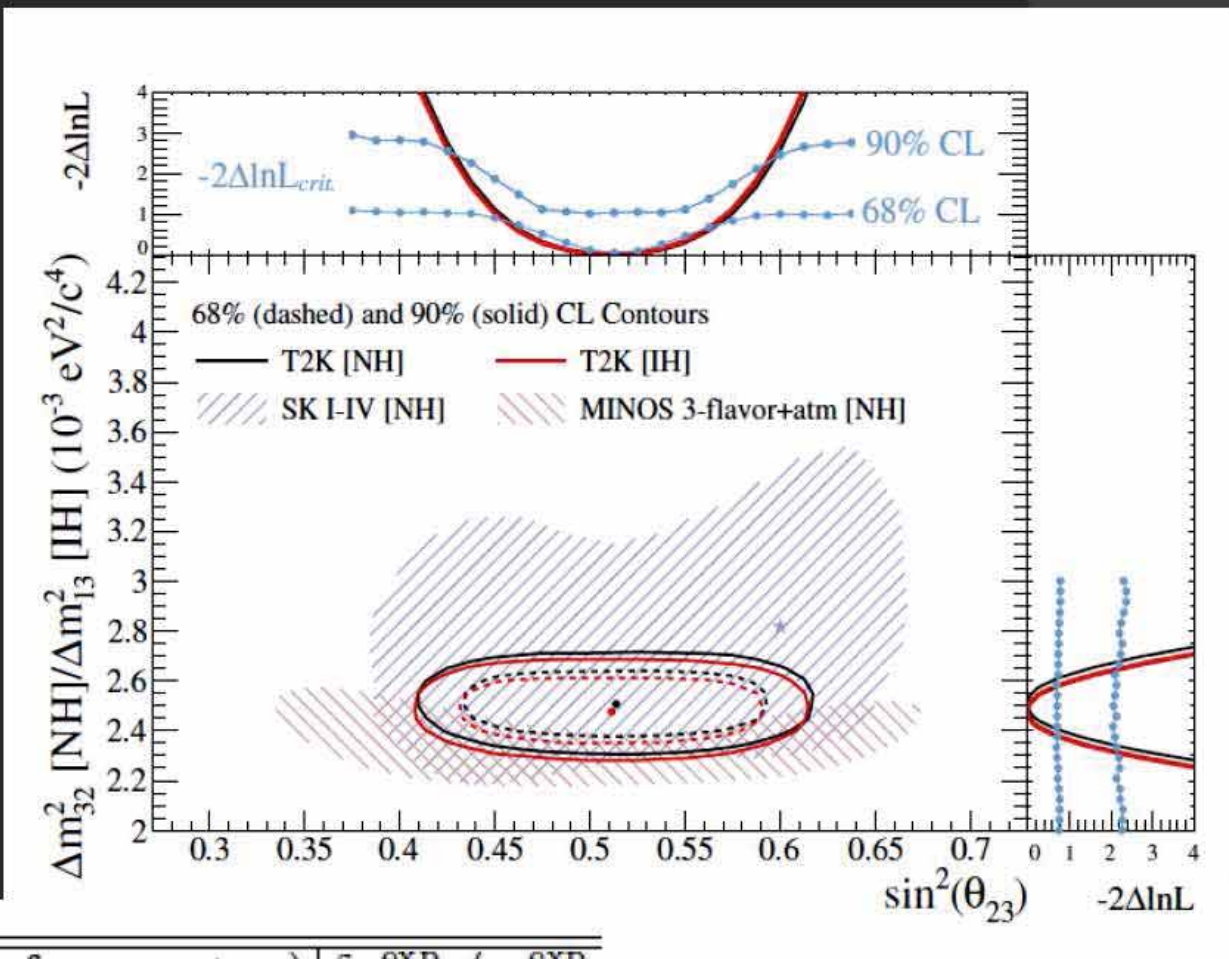 -2ΔlnL
4
3
2
1
0
90% CL
-2ΔlnL_crit.
68% CL
Δm²₃₂ [NH]/Δm²₁₃ [IH] (10⁻³ eV²/c⁴)
4.2
4
3.8
3.6
3.4
3.2
3
2.8
2.6
2.4
2.2
2
68% (dashed) and 90% (solid) CL Contours
T2K [NH] T2K [IH]
SK I-IV [NH] MINOS 3-flavor+atm [NH]
0.3 0.35 0.4 0.45 0.5 0.55 0.6 0.65 0.7
0 1 2 3 4
sin²(θ₂₃)
-2ΔlnL